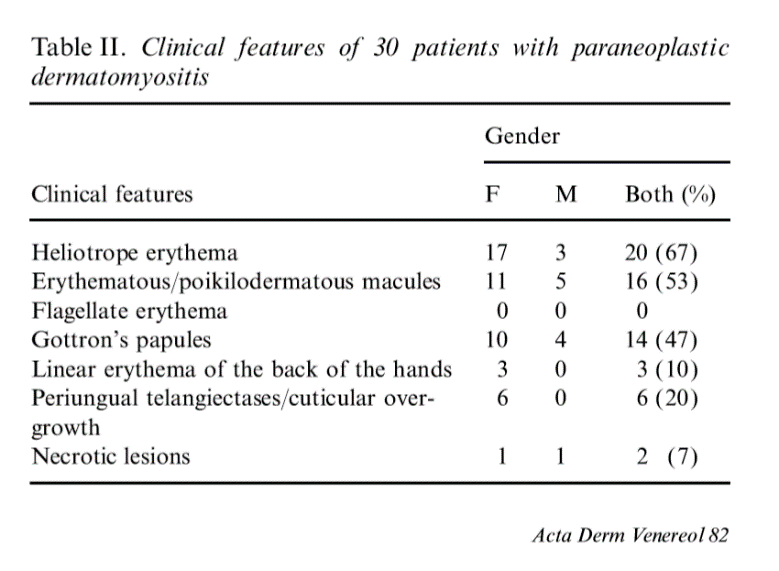 Table II. Clinical features of 30 patients with paraneoplastic
dermatomyositis
Gender
Clinical features F M Both (%)
Heliotrope erythema 17 3 20 (67)
Erythematous/poikilodermatous macules 11 5 16 (53)
Flagellate erythema 0 0 0
Gottron's papules 10 4 14 (47)
Linear erythema of the back of the hands 3 0 3 (10)
Periungual telangiectases/cuticular over- 6 0 6 (20)
growth
Necrotic lesions 1 1 2 (7)
Acta Derm Venereol 82